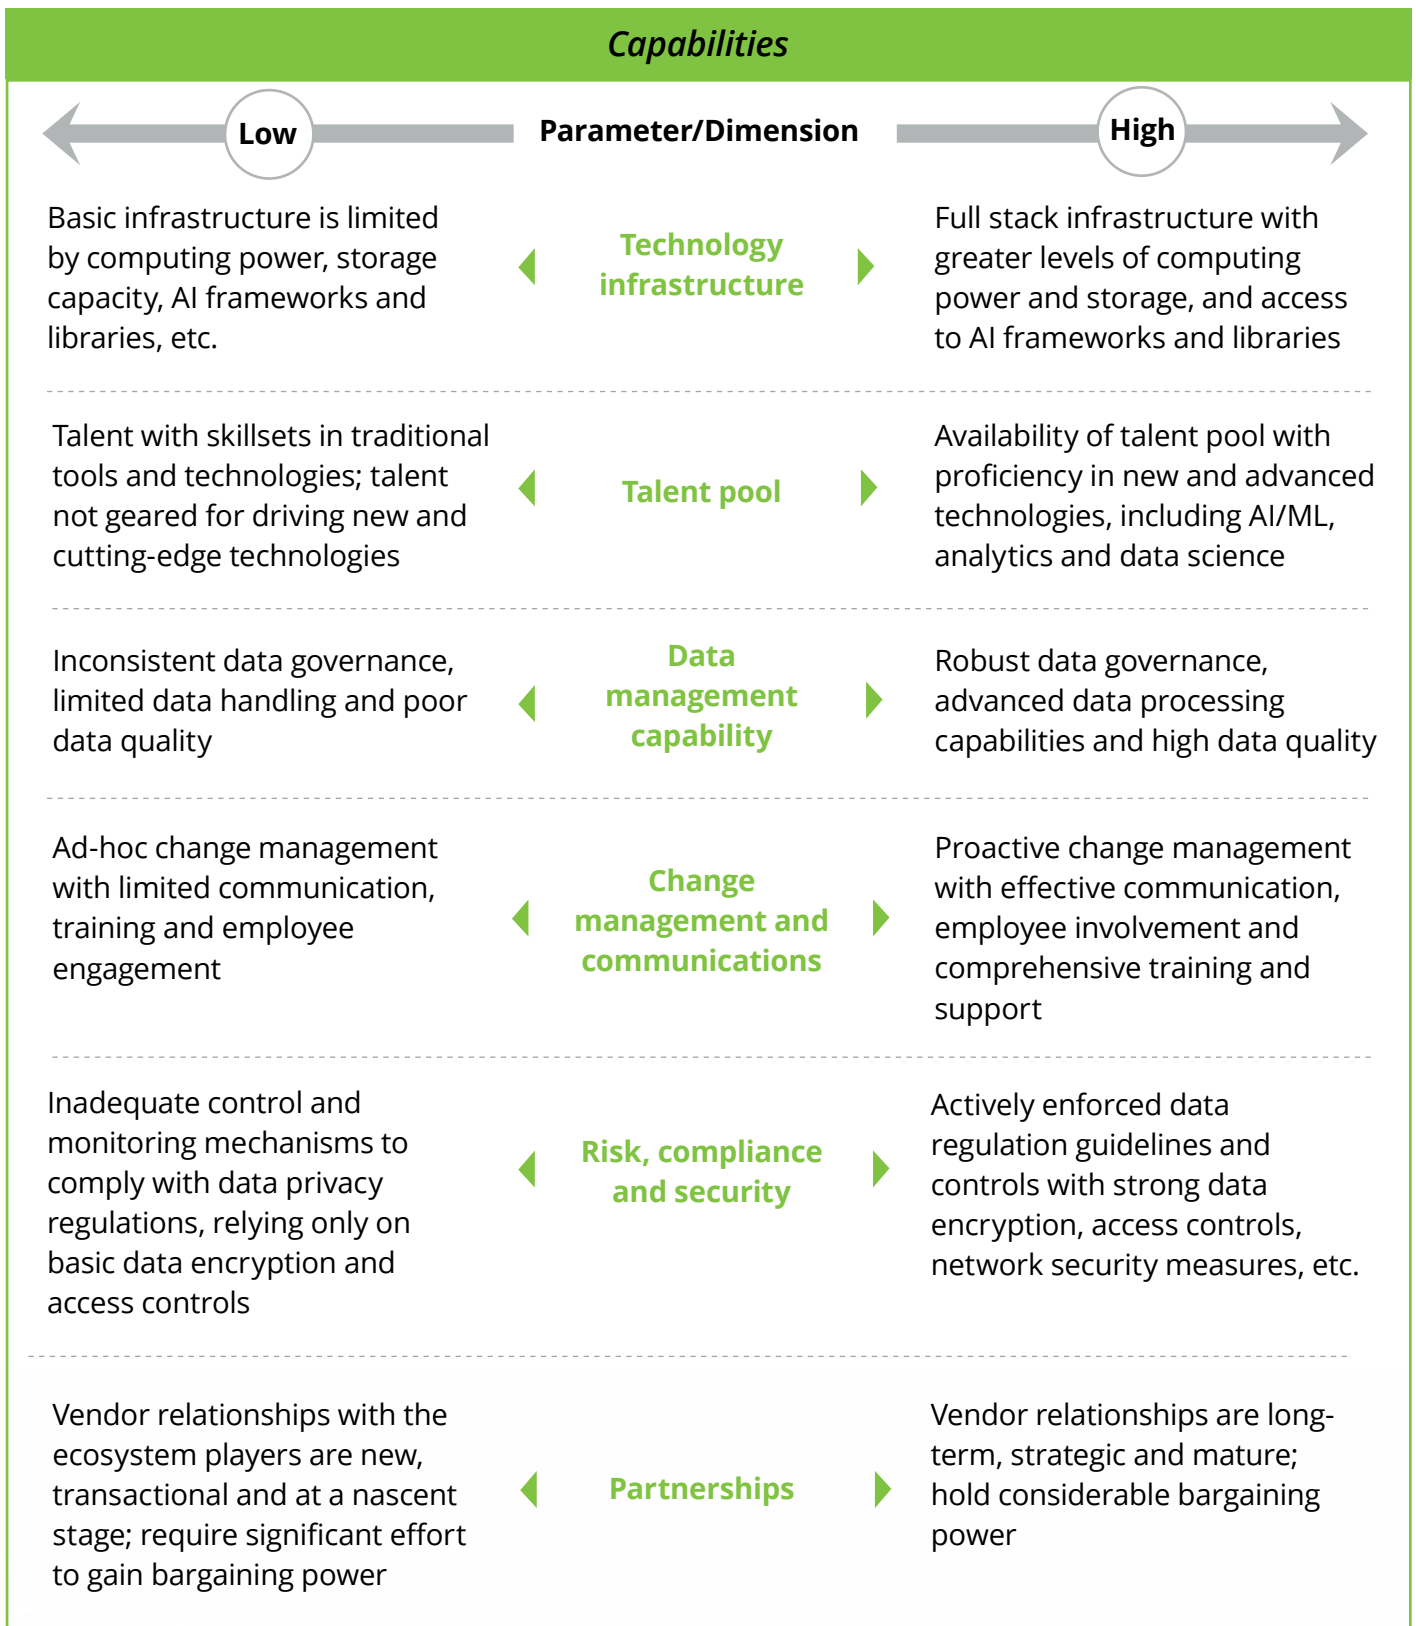 Capabilities
Low
Parameter/Dimension
High
Basic infrastructure is limited
by computing power, storage
capacity, AI frameworks and
libraries, etc.
Technology
infrastructure
Full stack infrastructure with
greater levels of computing
power and storage, and access
to AI frameworks and libraries
Talent with skillsets in traditional
tools and technologies; talent
not geared for driving new and
cutting-edge technologies
Talent pool
Availability of talent pool with
proficiency in new and advanced
technologies, including AI/ML,
analytics and data science
Inconsistent data governance,
limited data handling and poor
data quality
Data
management
capability
Robust data governance,
advanced data processing
capabilities and high data quality
Ad-hoc change management
with limited communication,
training and employee
engagement
Change
management and
communications
Proactive change management
with effective communication,
employee involvement and
comprehensive training and
support
Inadequate control and
monitoring mechanisms to
comply with data privacy
regulations, relying only on
basic data encryption and
access controls
Risk, compliance
and security
Actively enforced data
regulation guidelines and
controls with strong data
encryption, access controls,
network security measures, etc.
Vendor relationships with the
ecosystem players are new,
transactional and at a nascent
stage; require significant effort
to gain bargaining power
Partnerships
Vendor relationships are long-
term, strategic and mature;
hold considerable bargaining
power